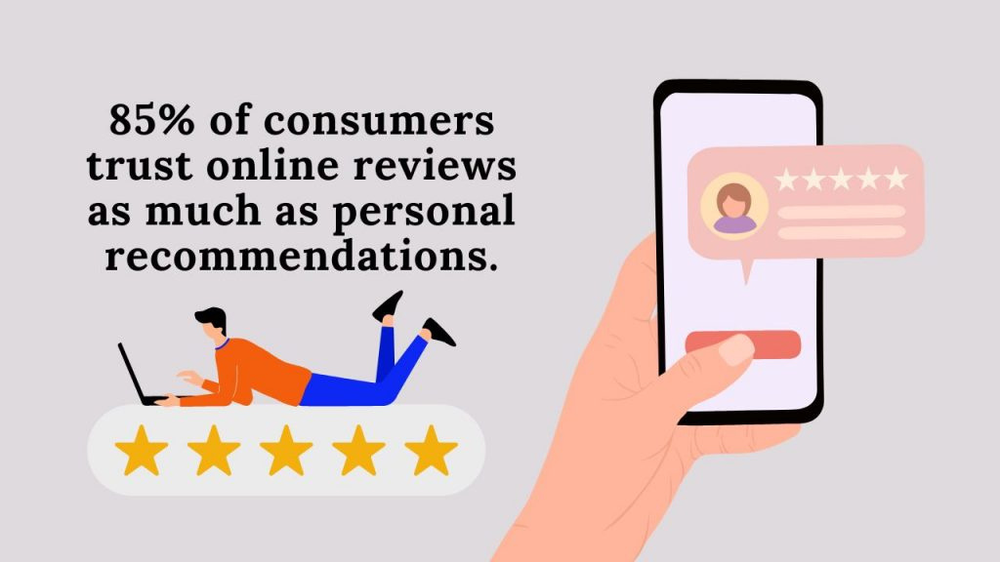 85% of consumers
trust online reviews
as much as personal
recommendations.